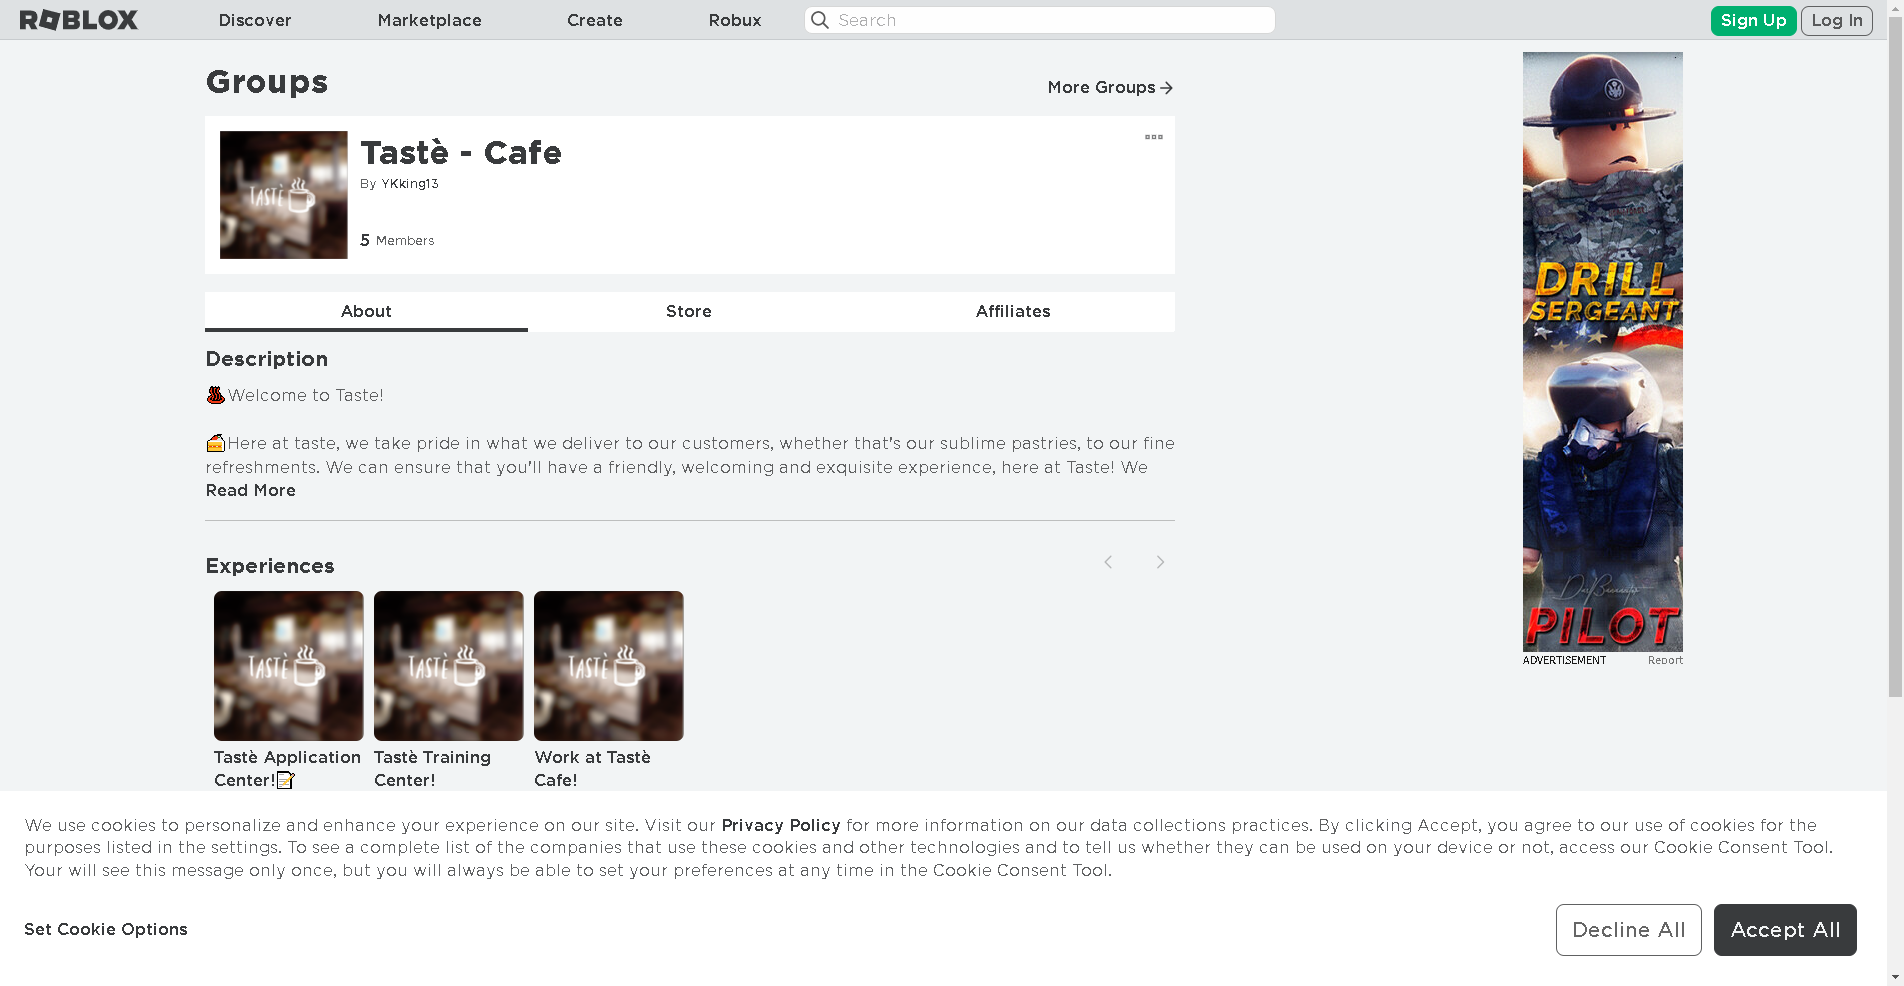 ROBLOX
Discover
Marketplace
Create
Robux
Search
Sign Up
Log In
Groups
More Groups
TASTÈ
Tastè - Cafe
By YKking13
5 Members
About
Store
Affiliates
Description
Welcome to Taste!
Here at taste, we take pride in what we deliver to our customers, whether that's our sublime pastries, to our fine
refreshments. We can ensure that you'll have a friendly, welcoming and exquisite experience, here at Taste! We
Read More
Experiences
TASTÈ
TASTÈ
TASTÈ
Tastè Application
Center!
Tastè Training
Center!
Work at Tastè
Cafe!
DRILL
SERGEANT
PILOT
ADVERTISEMENT
Report
We use cookies to personalize and enhance your experience on our site. Visit our Privacy Policy for more information on our data collections practices. By clicking Accept, you agree to our use of cookies for the
purposes listed in the settings. To see a complete list of the companies that use these cookies and other technologies and to tell us whether they can be used on your device or not, access our Cookie Consent Tool.
Your will see this message only once, but you will always be able to set your preferences at any time in the Cookie Consent Tool.
Set Cookie Options
Decline All
Accept All